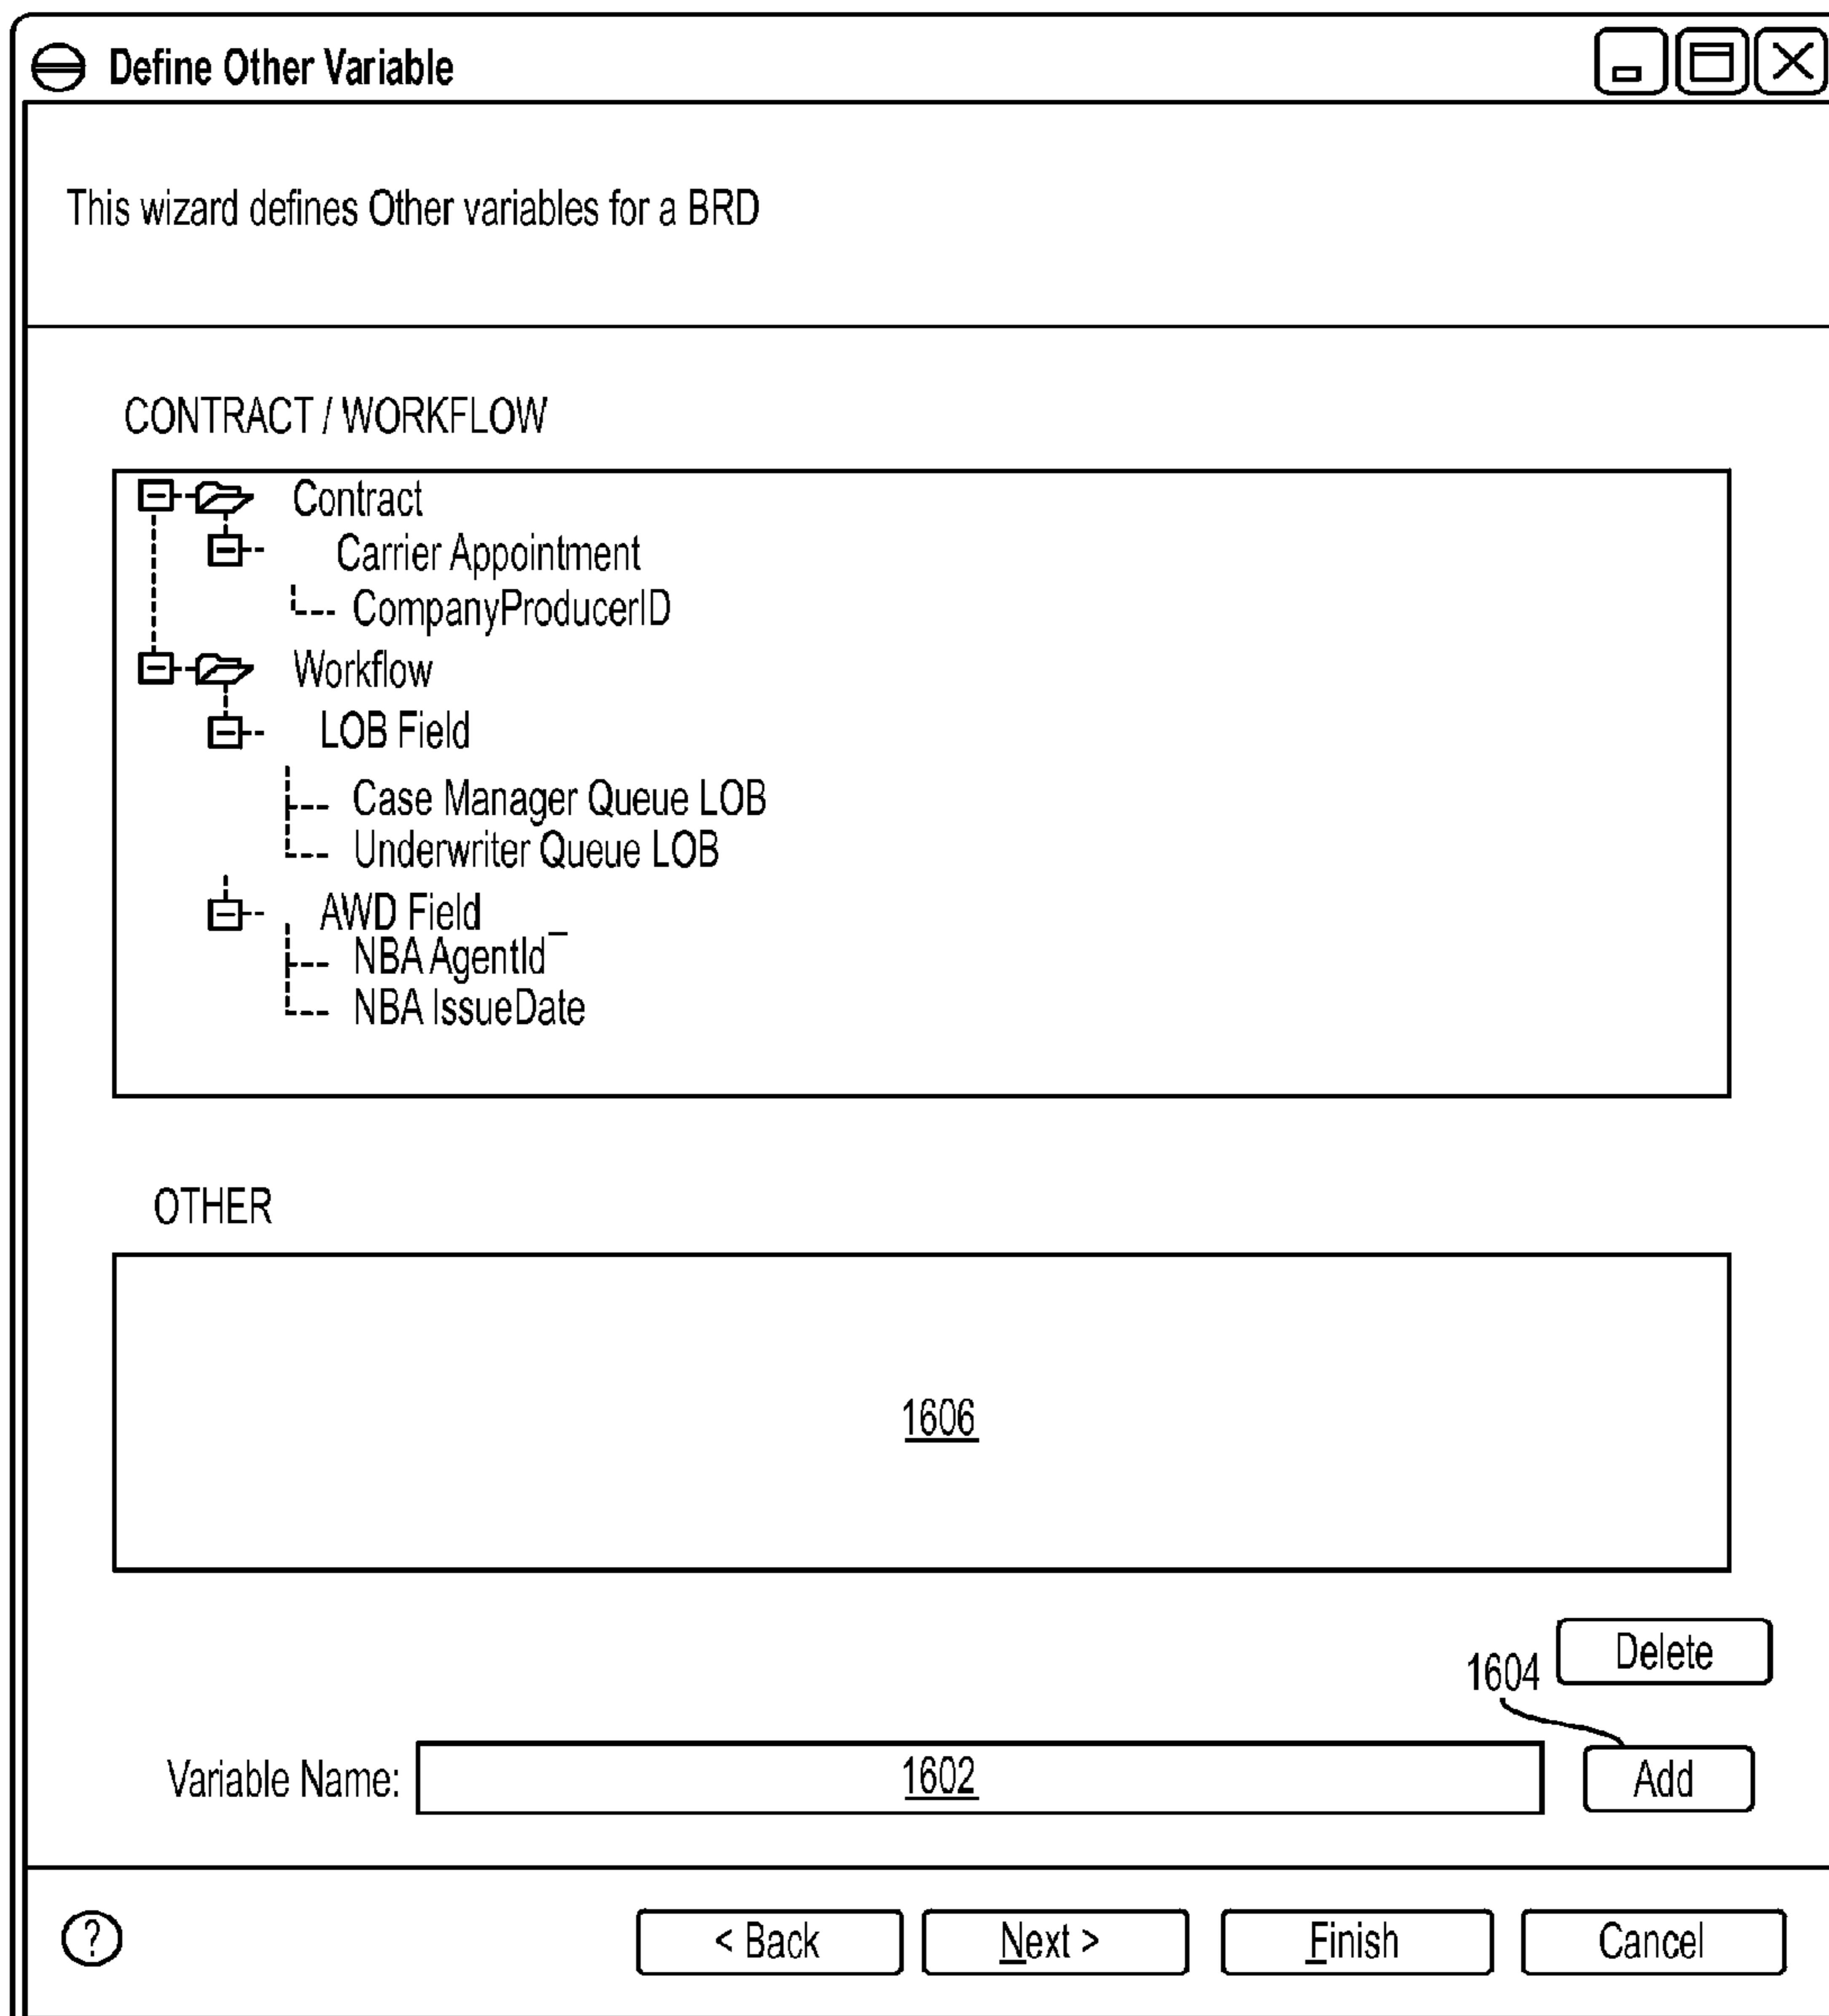 Define Other Variable
This wizard defines Other variables for a BRD
CONTRACT / WORKFLOW
Contract
Carrier Appointment
CompanyProducerID
Workflow
LOB Field
Case Manager Queue LOB
Underwriter Queue LOB
AWD Field
NBA AgentId
NBA IssueDate
OTHER
1606
Delete
1604
Variable Name: 1602 Add
? < Back Next > Finish Cancel